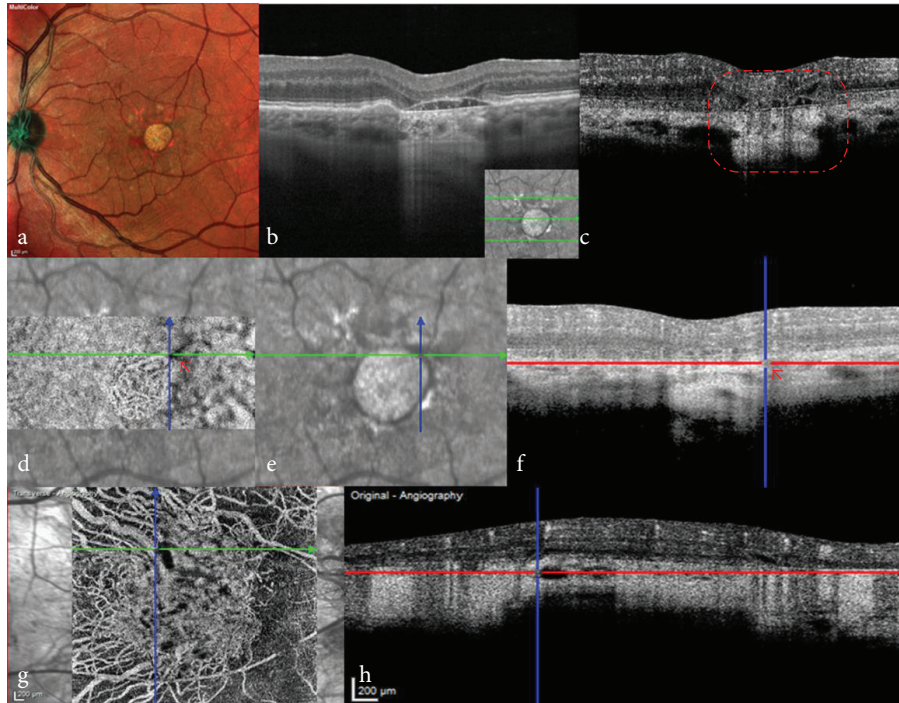 MultiColor
200 µm
a
b
c
d
e
f
Transverse - Angiography
g
200 µm
Original - Angiography
h
200 µm